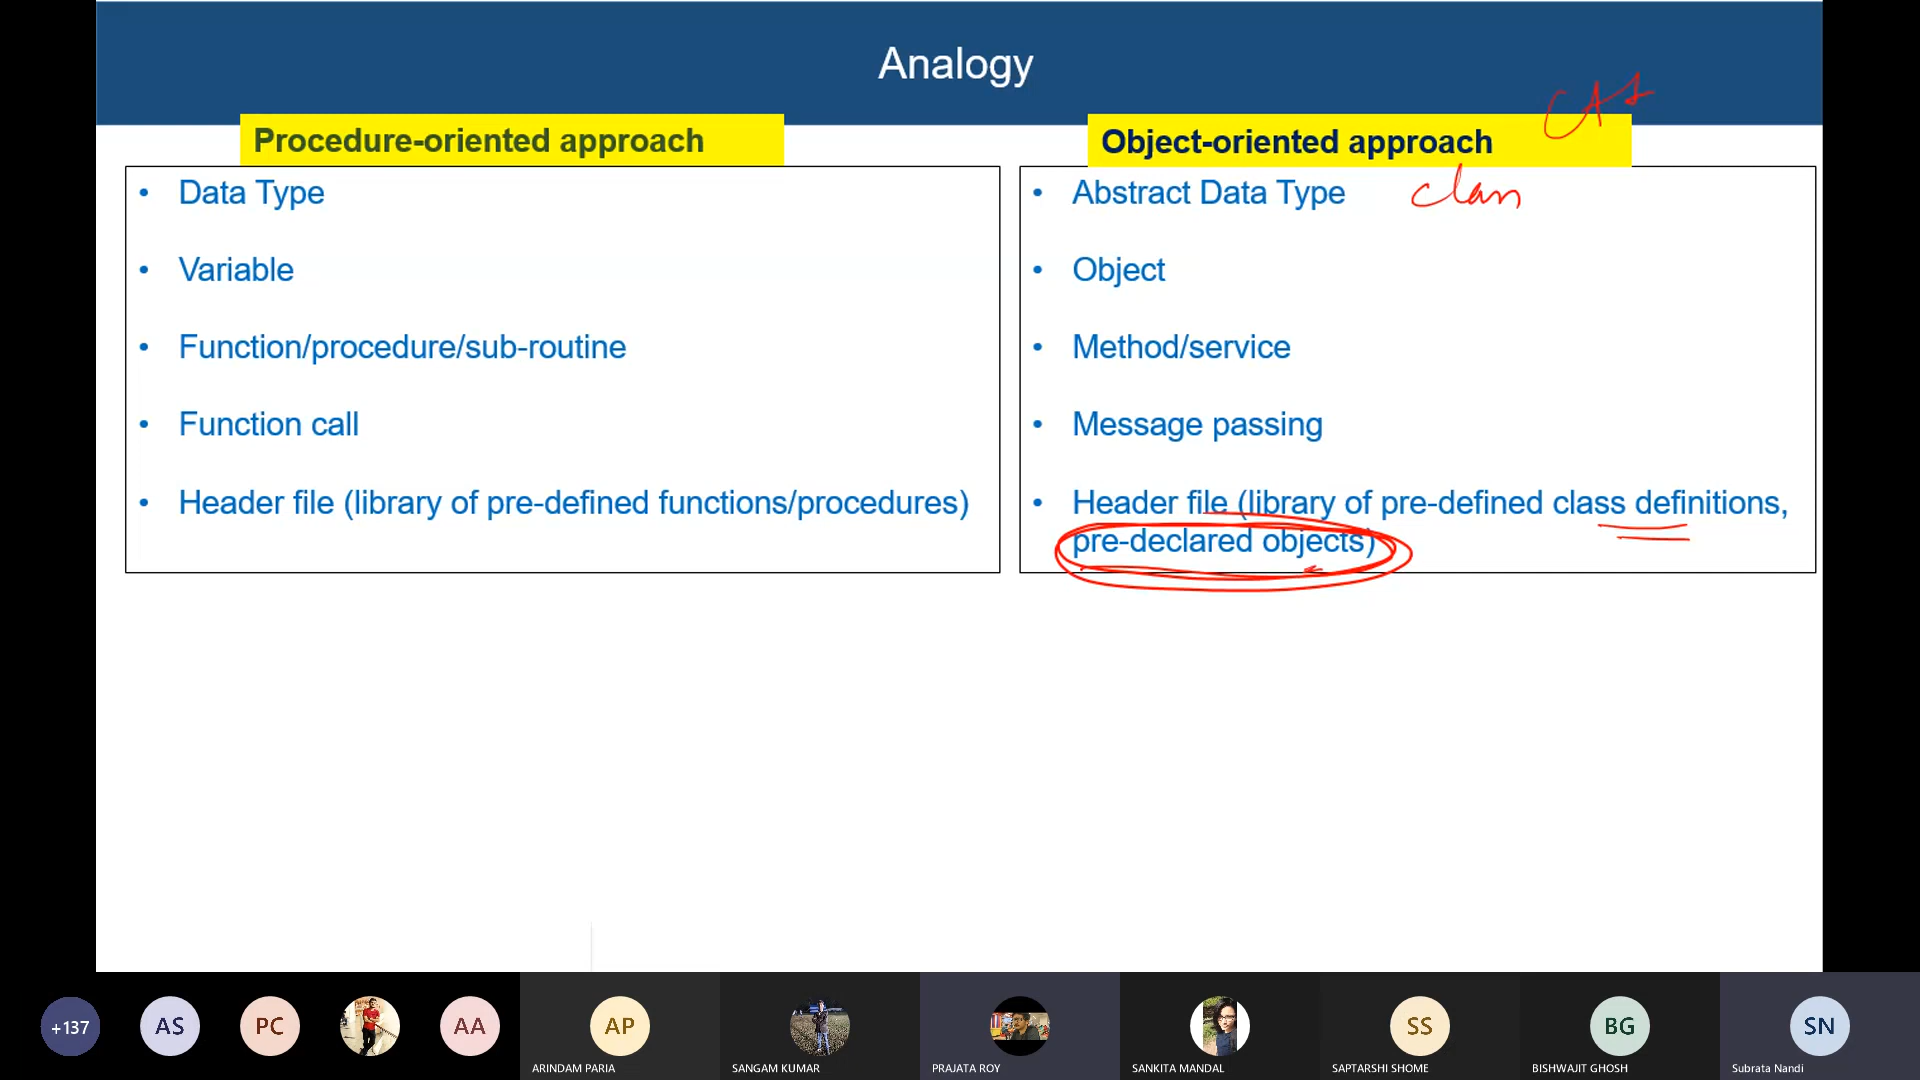 Analogy
Procedure-oriented approach
• Data Type
• Variable
• Function/procedure/sub-routine
• Function call
• Header file (library of pre-defined functions/procedures)
Object-oriented approach
• Abstract Data Type
class
• Object
• Method/service
• Message passing
• Header file (library of pre-defined class definitions,
pre-declared objects)
+137
AS
PC
AA
AP
ARINDAM PARIA
SANGAM KUMAR
PRAJATA ROY
SANKITA MANDAL
SS
SAPTARSHI SHOME
BG
BISHWAJIT GHOSH
SN
Subrata Nandi